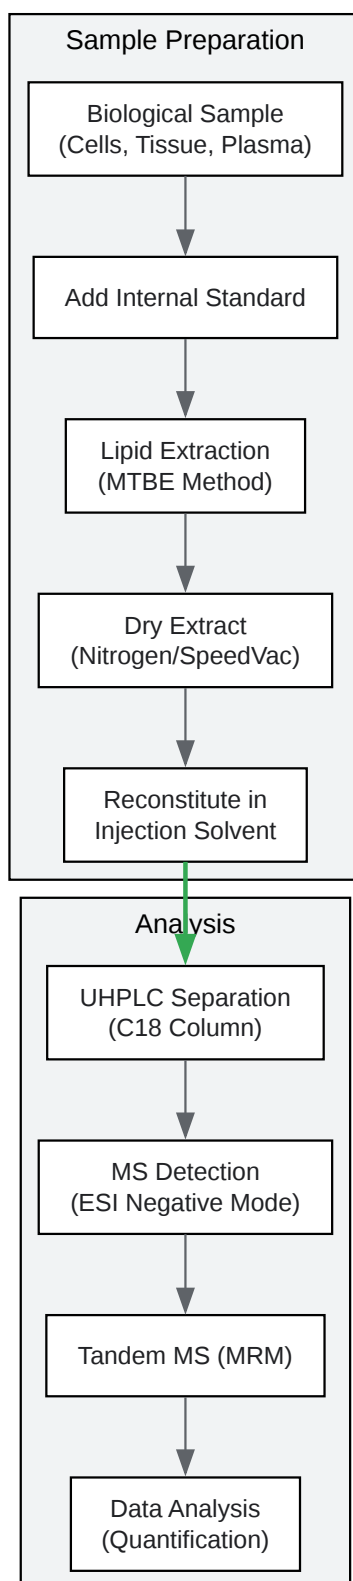 Sample Preparation
Biological Sample
(Cells, Tissue, Plasma)
Add Internal Standard
Lipid Extraction
(MTBE Method)
Dry Extract
(Nitrogen/SpeedVac)
Reconstitute in
Injection Solvent
Analysis
UHPLC Separation
(C18 Column)
MS Detection
(ESI Negative Mode)
Tandem MS (MRM)
Data Analysis
(Quantification)